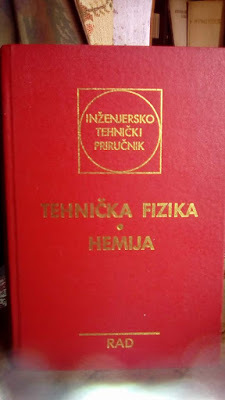 INŽENJERSKO
TEHNIČKI
PRIRUČNIK
TEHNIČKA FIZIKA
•
HEMIJA
RAD